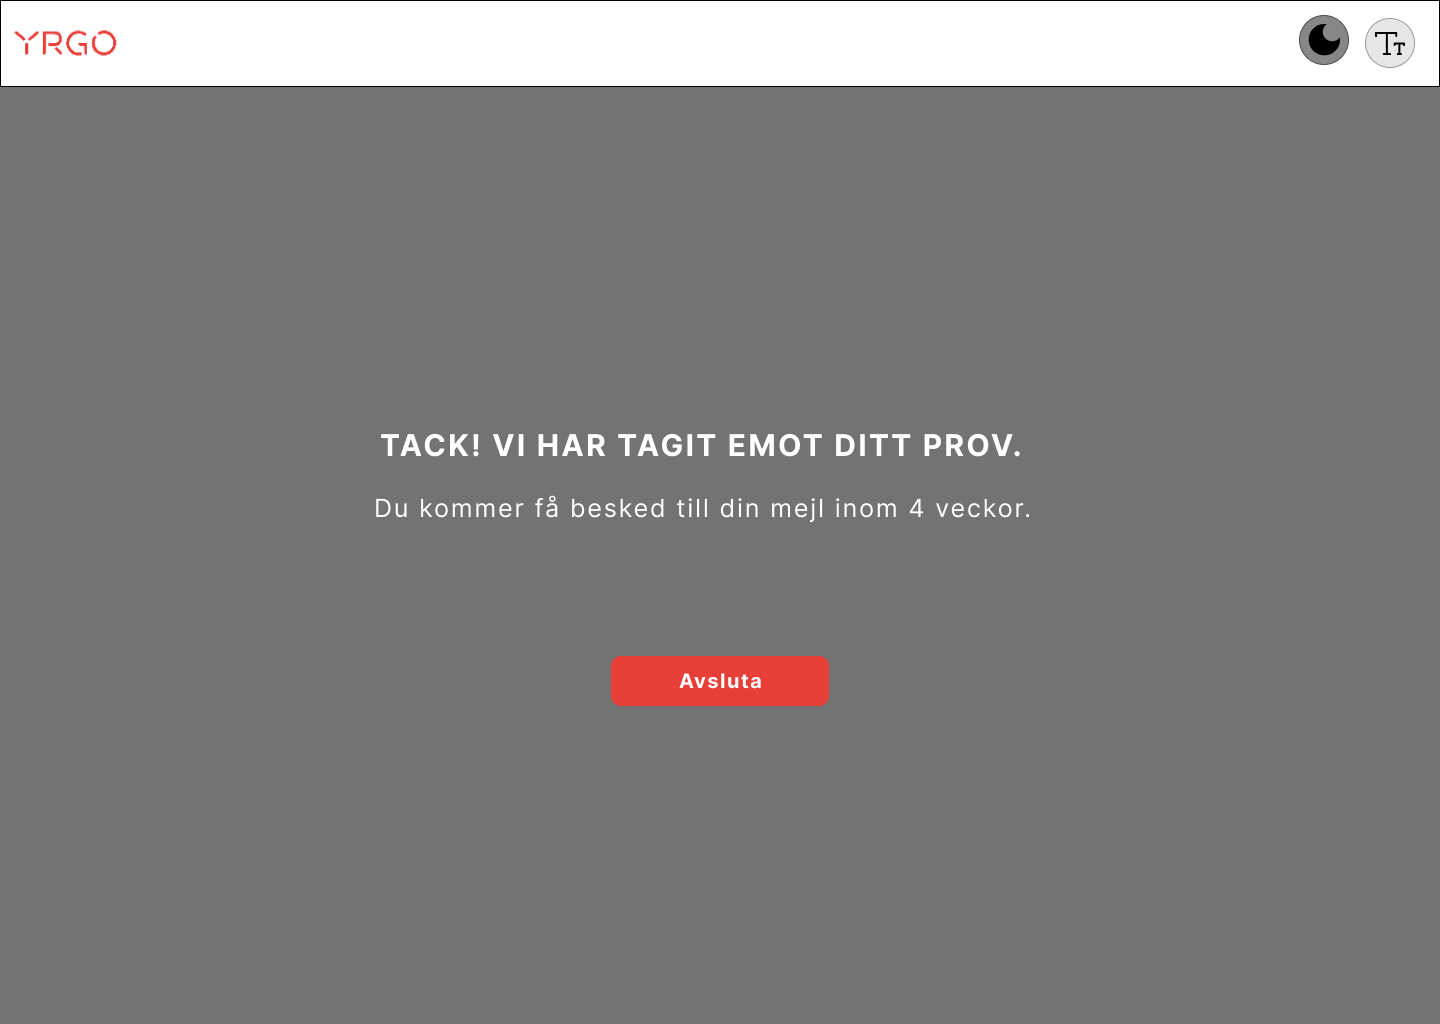 YRGO
TT
TACK! VI HAR TAGIT EMOT DITT PROV.
Du kommer få besked till din mejl inom 4 veckor.
Avsluta